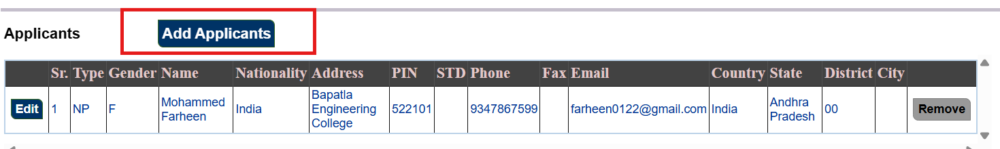 Applicants Add Applicants
Sr. Type Gender Name Nationality Address PIN STD Phone Fax Email Country State District City
Edit 1 NP F Mohammed Farheen India Bapatla Engineering College 522101 9347867599 farheen0122@gmail.com India Andhra Pradesh 00 Remove